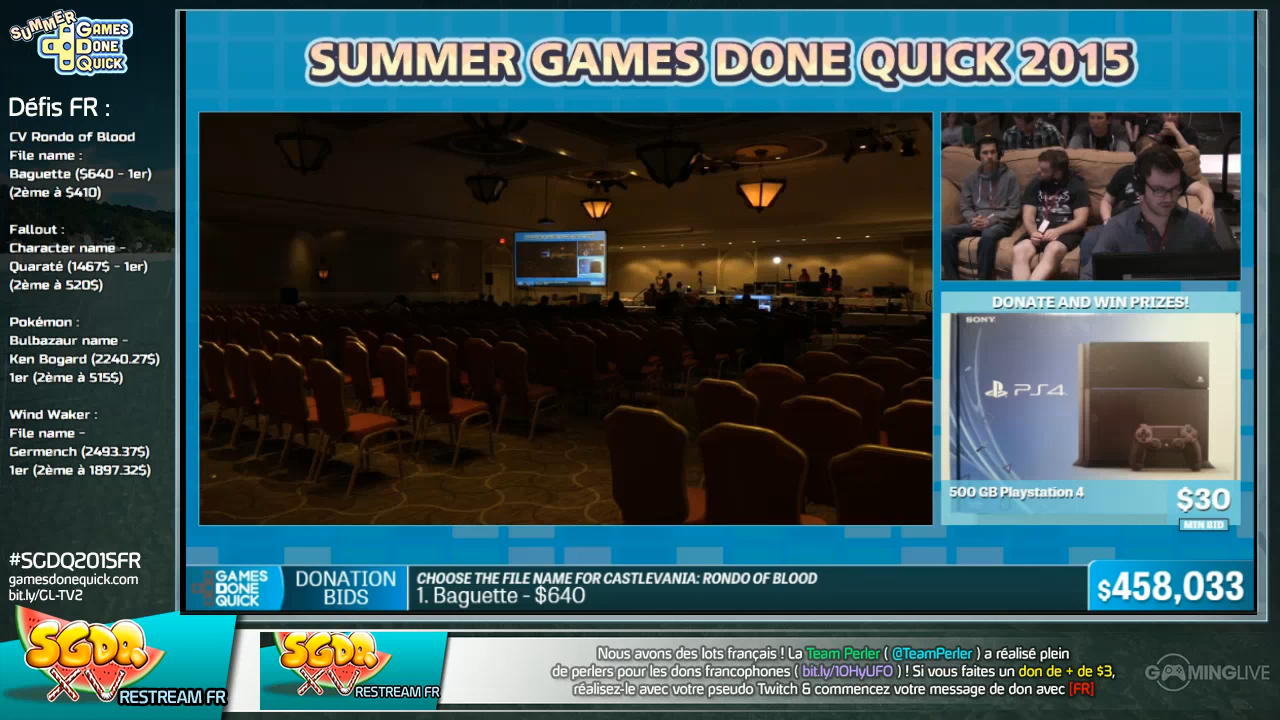 SUMMER
GAMES
DONE
QUICK
Défis FR :
CV Rondo of Blood
File name :
Baguette ($640 - 1er)
(2ème à $410)
Fallout :
Character name -
Quaraté (1467$ - 1er)
(2ème à 520$)
Pokémon :
Bulbazaur name -
Ken Bogard (2240.27$)
1er (2ème à 515$)
Wind Waker :
File name -
Germench (2493.37$)
1er (2ème à 1897.32$)
#SGDQ2015FR
gamesdonequick.com
bit.ly/GL-TV2
SUMMER GAMES DONE QUICK 2015
DONATE AND WIN PRIZES!
SONY
PS4
500 GB Playstation 4
$30
MIN BID
GAMES
DONE
QUICK
DONATION
BIDS
CHOOSE THE FILE NAME FOR CASTLEVANIA: RONDO OF BLOOD
1. Baguette - $640
$458,033
SGDQ
XV
RESTREAM FR
SGDQ
XV
RESTREAM FR
Nous avons des lots français ! La Team Perler ( @TeamPerler ) a réalisé plein
de perlers pour les dons francophones ( bit.ly/1OHyUFO ) ! Si vous faites un don de + de $3,
réalisez-le avec votre pseudo Twitch & commencez votre message de don avec [FR]
GAMINGLIVE